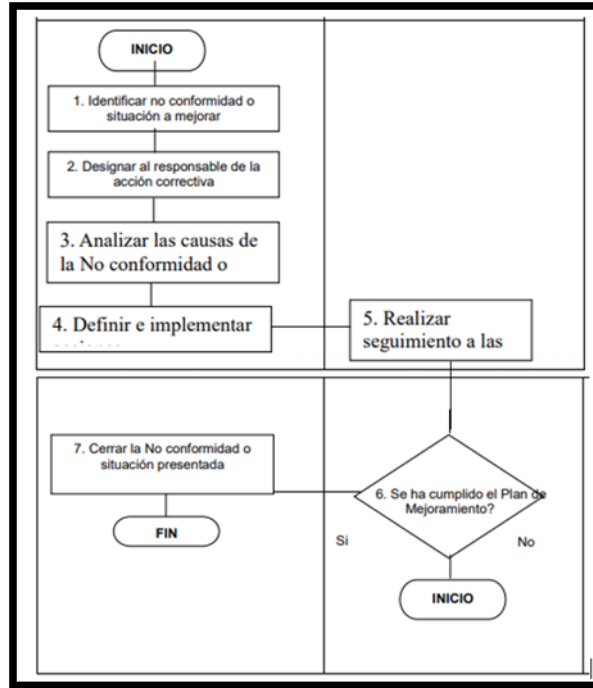 INICIO
1. Identificar no conformidad o
situación a mejorar
2. Designar al responsable de la
acción correctiva
3. Analizar las causas de
la No conformidad o
4. Definir e implementar
5. Realizar
seguimiento a las
7. Cerrar la No conformidad o
situación presentada
6. Se ha cumplido el Plan de
Mejoramiento?
FIN
Si
No
INICIO